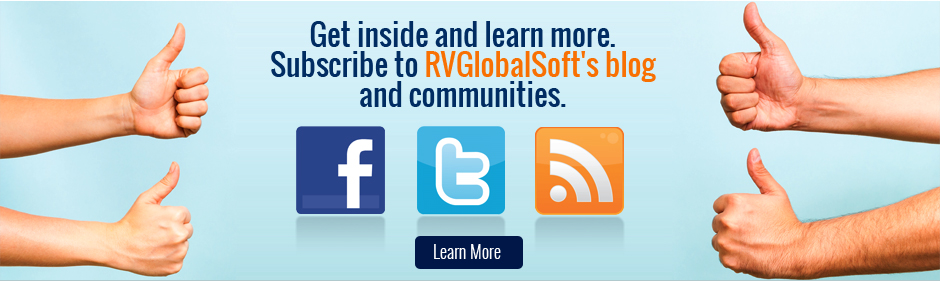 Get inside and learn more.
Subscribe to RVGlobalSoft's blog
and communities.
f
t
Learn More